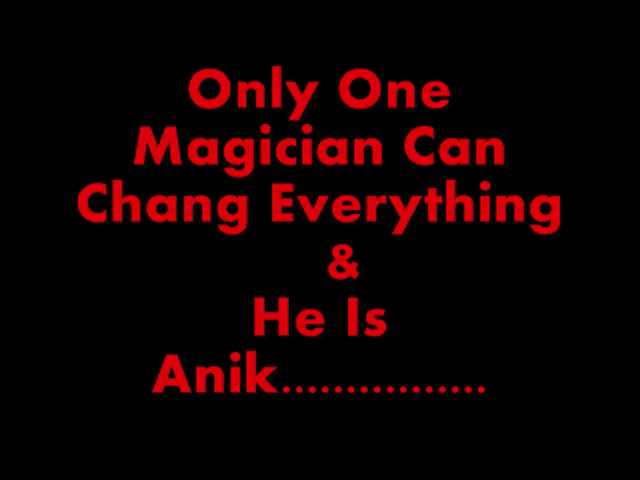 Only One
Magician Can
Chang Everything
&
He Is
Anik................